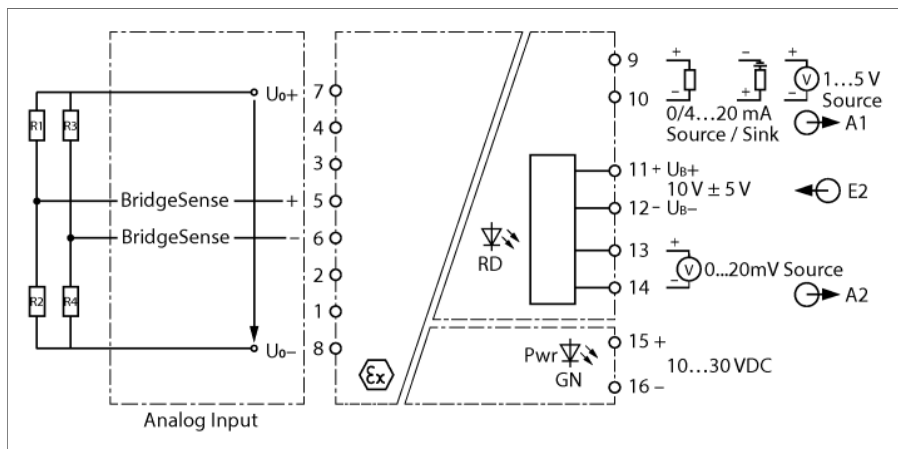 U0+
7
R1
R3
4
3
BridgeSense
+
5
BridgeSense
−
6
2
R2
R4
1
U0−
8
Analog Input
Ex
RD
Pwr
GN
9
10
+
−
−
+
+
V
−
1...5 V
Source
0/4...20 mA
Source / Sink
A1
11 + UB+
10 V ± 5 V
12 − UB−
E2
13
14
+
V
−
0...20mV Source
A2
15 +
10...30 VDC
16 −